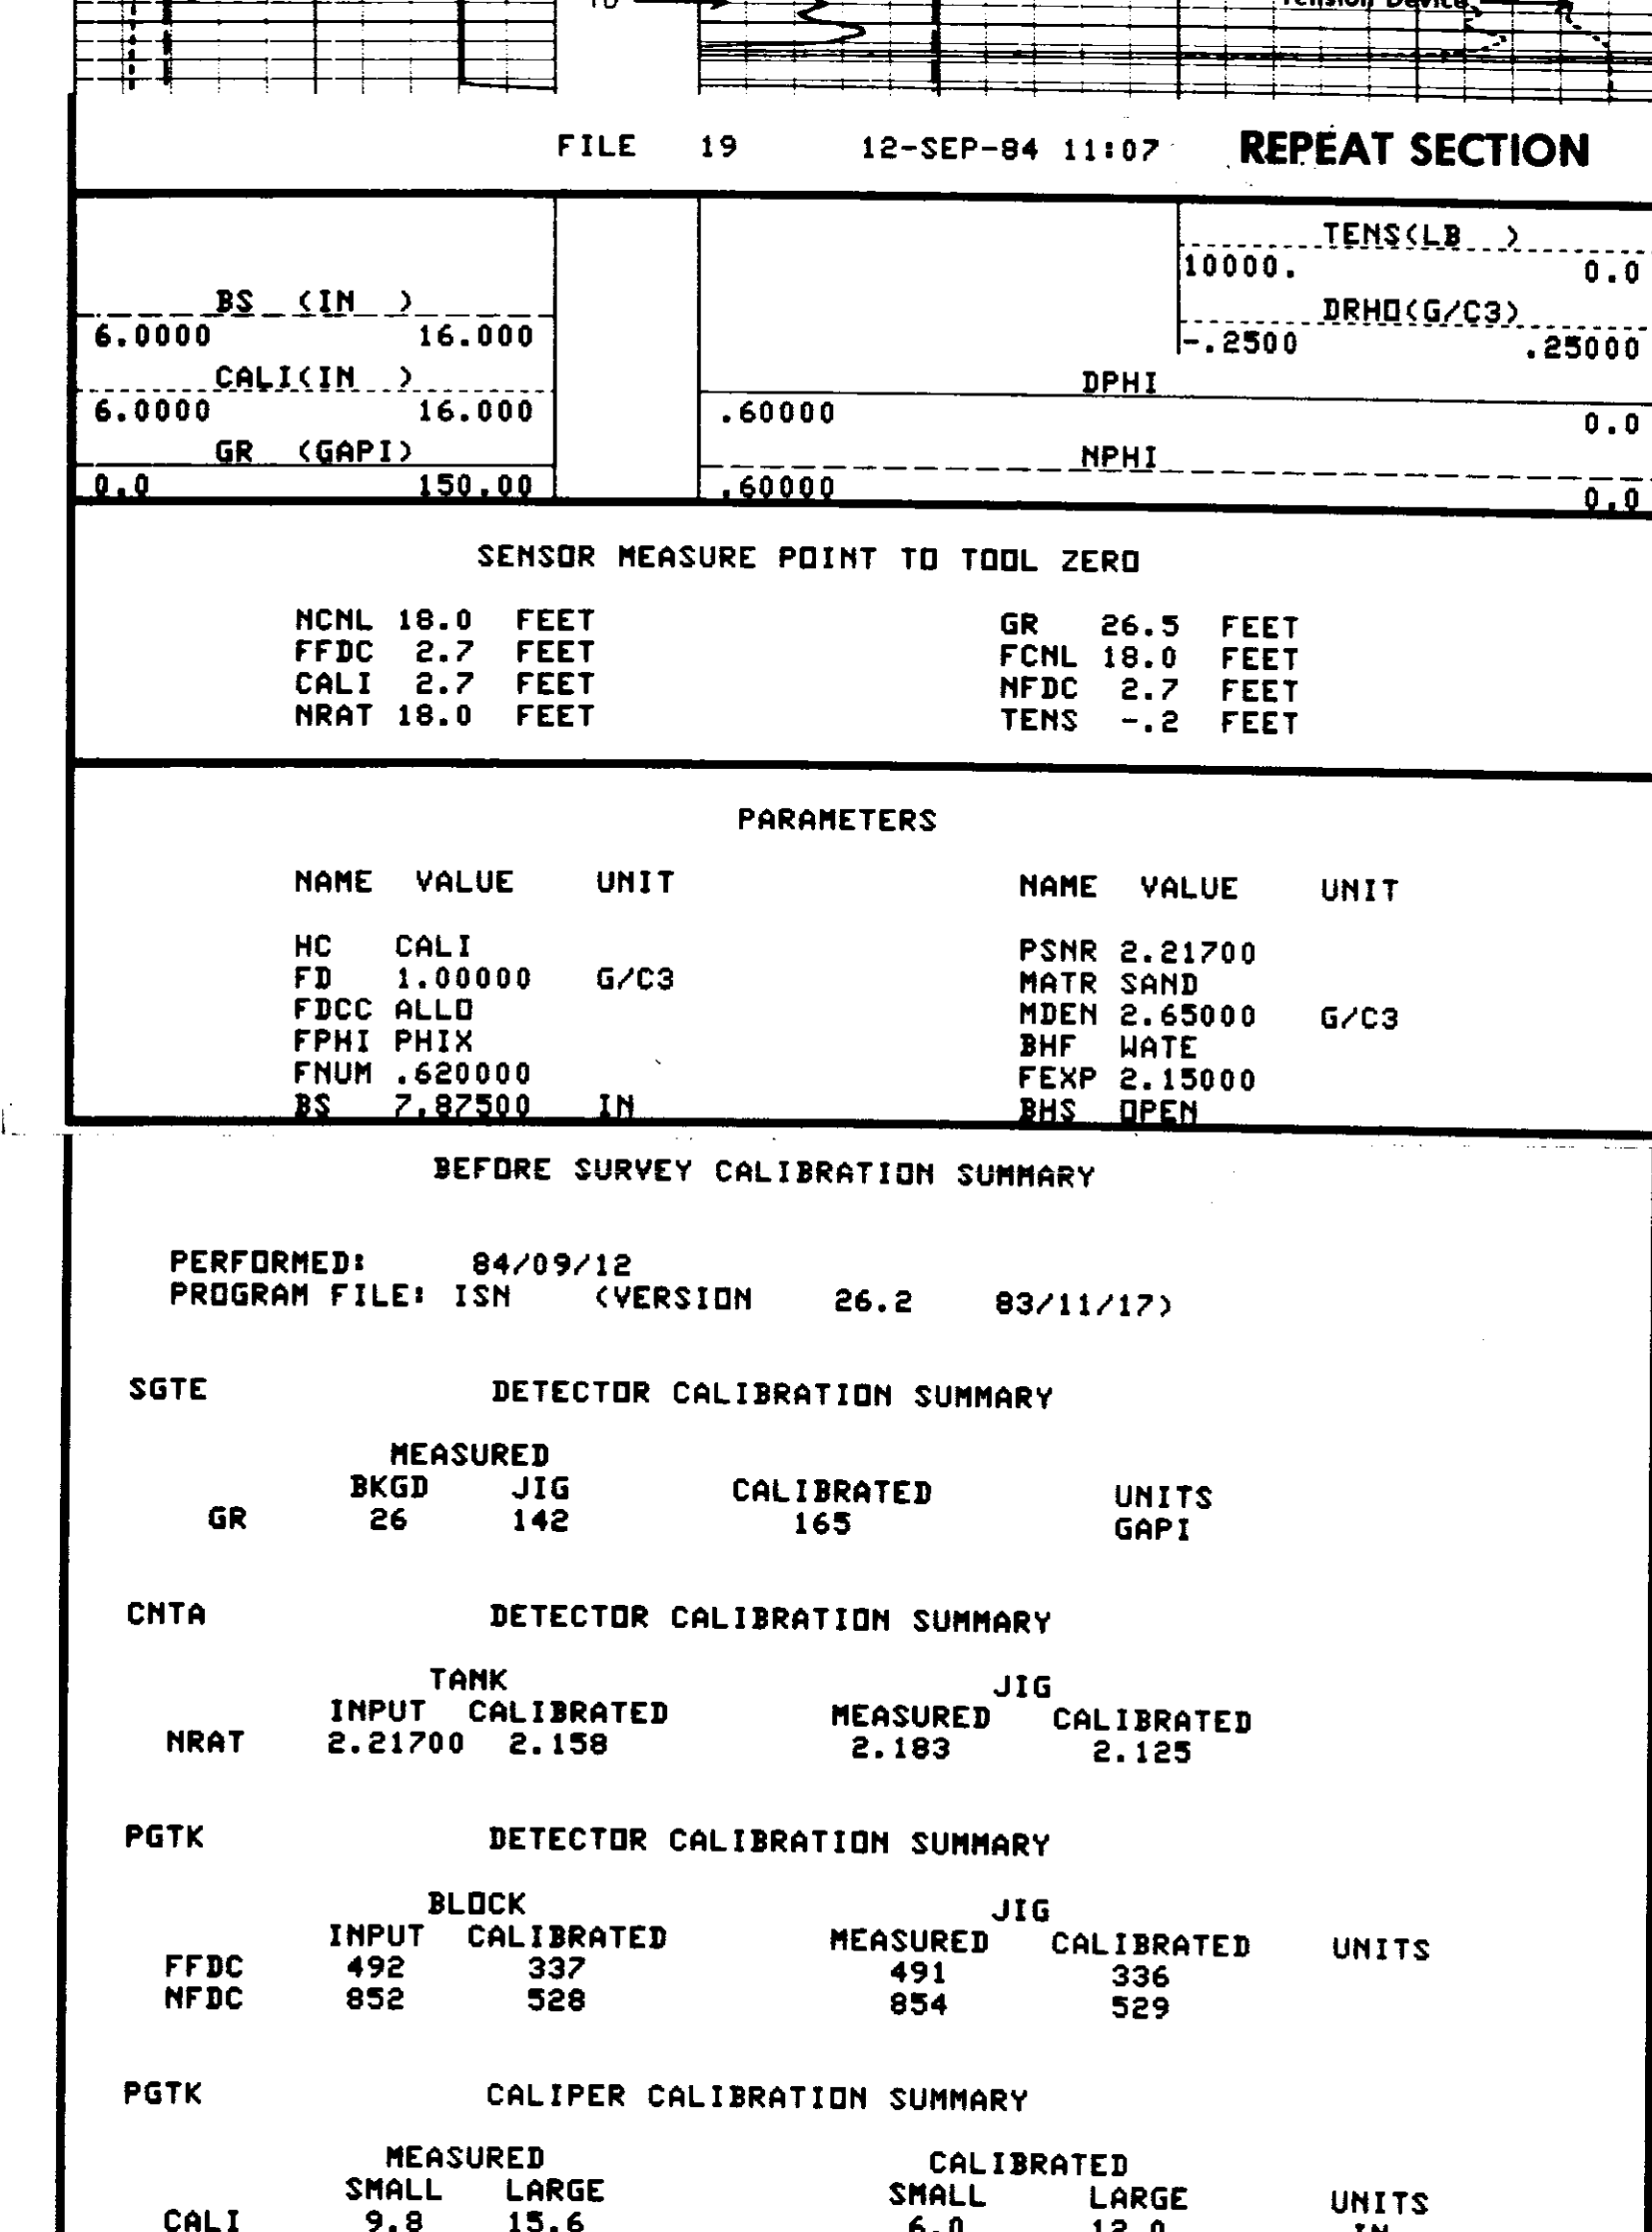 TD
Tension Device
FILE 19 12-SEP-84 11:07 REPEAT SECTION
TENS(LB )
10000. 0.0
BS (IN ) DRHO(G/C3)
6.0000 16.000 -.2500 .25000
CALI(IN ) DPHI
6.0000 16.000 .60000 0.0
GR (GAPI) NPHI
0.0 150.00 .60000 0.0
SENSOR MEASURE POINT TO TOOL ZERO
NCNL 18.0 FEET GR 26.5 FEET
FFDC 2.7 FEET FCNL 18.0 FEET
CALI 2.7 FEET NFDC 2.7 FEET
NRAT 18.0 FEET TENS -.2 FEET
PARAMETERS
NAME VALUE UNIT NAME VALUE UNIT
HC CALI PSNR 2.21700
FD 1.00000 G/C3 MATR SAND
FDCC ALLO MDEN 2.65000 G/C3
FPHI PHIX BHF WATE
FNUM .620000 FEXP 2.15000
BS 7.87500 IN BHS OPEN
BEFORE SURVEY CALIBRATION SUMMARY
PERFORMED: 84/09/12
PROGRAM FILE: ISN (VERSION 26.2 83/11/17)
SGTE DETECTOR CALIBRATION SUMMARY
MEASURED
BKGD JIG CALIBRATED UNITS
GR 26 142 165 GAPI
CNTA DETECTOR CALIBRATION SUMMARY
TANK JIG
INPUT CALIBRATED MEASURED CALIBRATED
NRAT 2.21700 2.158 2.183 2.125
PGTK DETECTOR CALIBRATION SUMMARY
BLOCK JIG
INPUT CALIBRATED MEASURED CALIBRATED UNITS
FFDC 492 337 491 336
NFDC 852 528 854 529
PGTK CALIPER CALIBRATION SUMMARY
MEASURED CALIBRATED
SMALL LARGE SMALL LARGE UNITS
CALI 9.8 15.6 6.0 12.0 IN